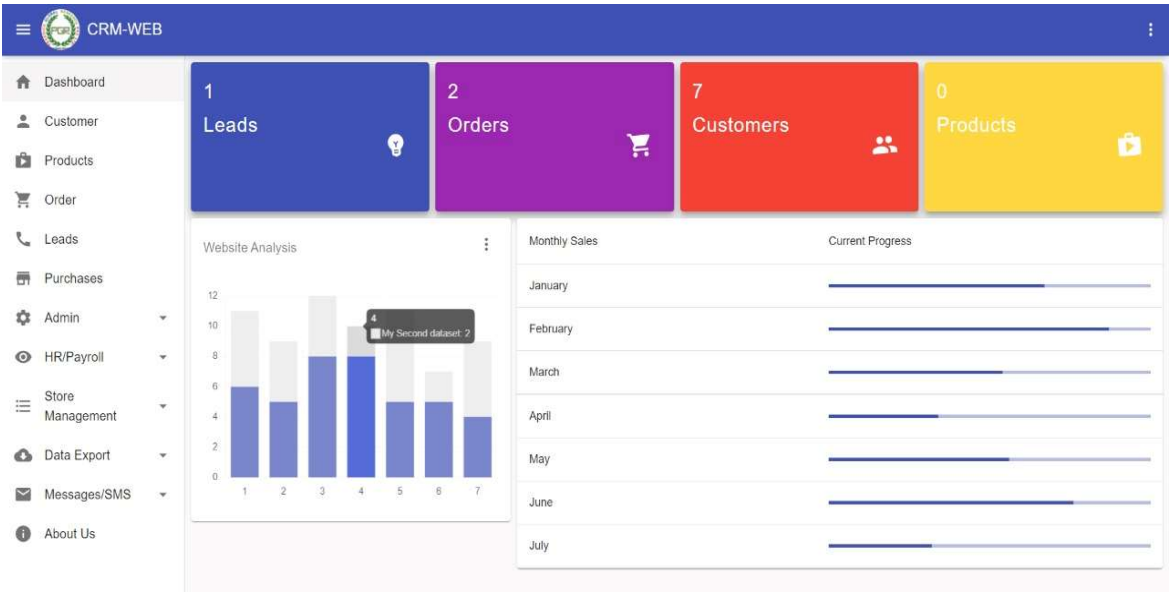 PGR
CRM-WEB
Dashboard
Customer
Products
Order
Leads
Purchases
Admin
HR/Payroll
Store
Management
Data Export
Messages/SMS
About Us
1
Leads
2
Orders
7
Customers
0
Products
Website Analysis
12
10
8
6
4
2
0
4
My Second dataset: 2
1 2 3 4 5 6 7
Monthly Sales Current Progress
January
February
March
April
May
June
July